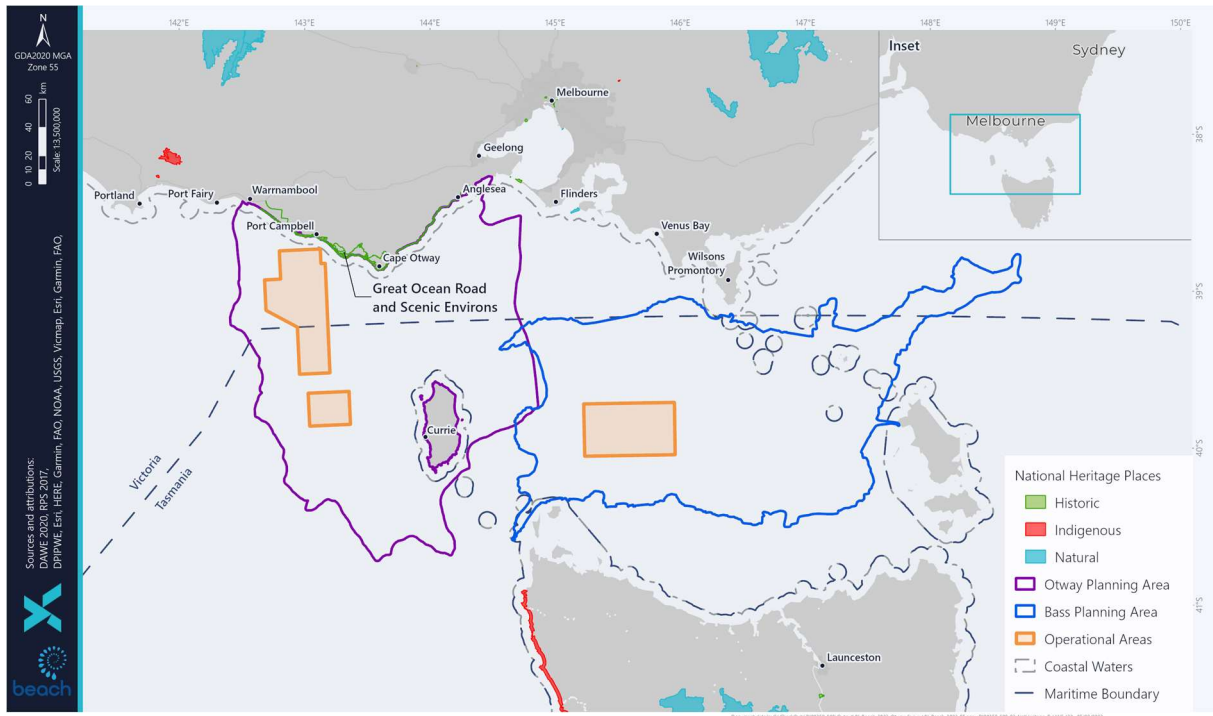 N
GDA2020 MGA
Zone 55
0 10 20 40 60
km
Scale: 1:3,500,000
Sources and attributions:
DAWE 2020, RPS 2017,
DPIPWE, Esri, HERE, Garmin, FAO, NOAA, USGS, Vicmap, Esri, Garmin, FAO,
beach
142°E 143°E 144°E 145°E 146°E 147°E 148°E 149°E 150°E
38°S
39°S
40°S
41°S
Inset
Sydney
Melbourne
Melbourne
Geelong
Portland
Port Fairy
Warrnambool
Anglesea
Flinders
Port Campbell
Venus Bay
Cape Otway
Wilsons
Promontory
Great Ocean Road
and Scenic Environs
Currie
Victoria
Tasmania
Launceston
National Heritage Places
Historic
Indigenous
Natural
Otway Planning Area
Bass Planning Area
Operational Areas
Coastal Waters
Maritime Boundary